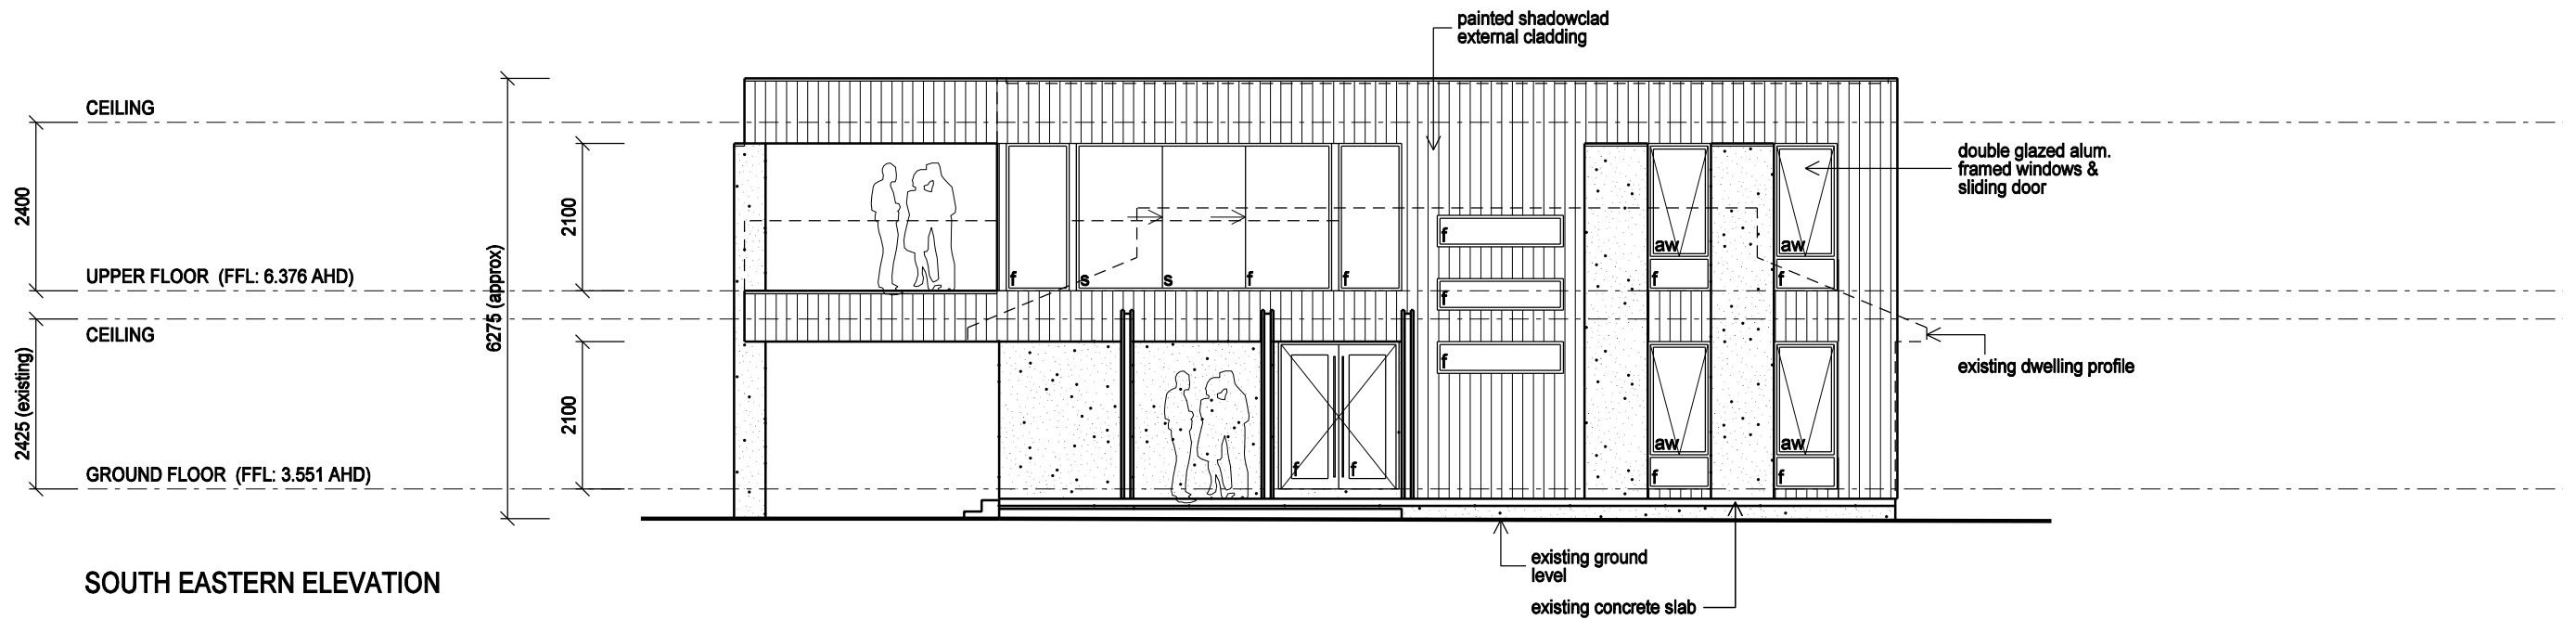 painted shadowclad
external cladding
CEILING
2400
2100
UPPER FLOOR (FFL: 6.376 AHD)
6275 (approx)
CEILING
2425 (existing)
2100
GROUND FLOOR (FFL: 3.551 AHD)
f
s
s
f
f
f
f
f
aw
f
aw
f
aw
f
aw
f
f
f
double glazed alum.
framed windows &
sliding door
existing dwelling profile
existing ground
level
existing concrete slab
SOUTH EASTERN ELEVATION